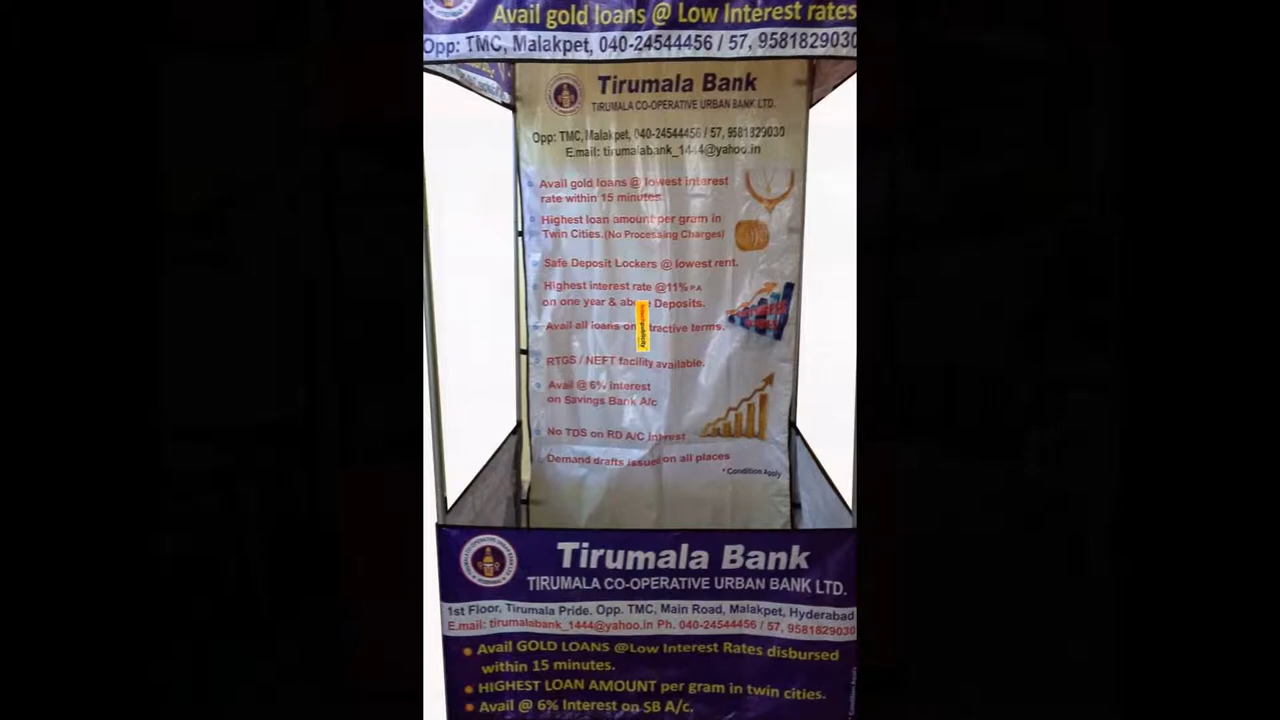 Avail gold loans @ Low Interest rates
Opp: TMC, Malakpet, 040-24544456 / 57, 9581829030
Tirumala Bank
TIRUMALA CO-OPERATIVE URBAN BANK LTD.
Opp: TMC, Malakpet, 040-24544456 / 57, 9581829030
E.mail: tirumalabank_1444@yahoo.in
Avail gold loans @ lowest interest
rate within 15 minutes.
Highest loan amount per gram in
Twin Cities.(No Processing Charges)
Safe Deposit Lockers @ lowest rent.
Highest interest rate @11% P.A
on one year & above Deposits.
Avail all loans on attractive terms.
RTGS / NEFT facility available.
Avail @ 6% interest
on Savings Bank A/c
No TDS on RD A/C Interest
Demand drafts issued on all places
* Condition Apply
Tirumala Bank
TIRUMALA CO-OPERATIVE URBAN BANK LTD.
1st Floor, Tirumala Pride. Opp. TMC, Main Road, Malakpet, Hyderabad
E.mail: tirumalabank_1444@yahoo.in Ph. 040-24544456 / 57, 9581829030
Avail GOLD LOANS @Low Interest Rates disbursed
within 15 minutes.
HIGHEST LOAN AMOUNT per gram in twin cities.
Avail @ 6% Interest on SB A/c.